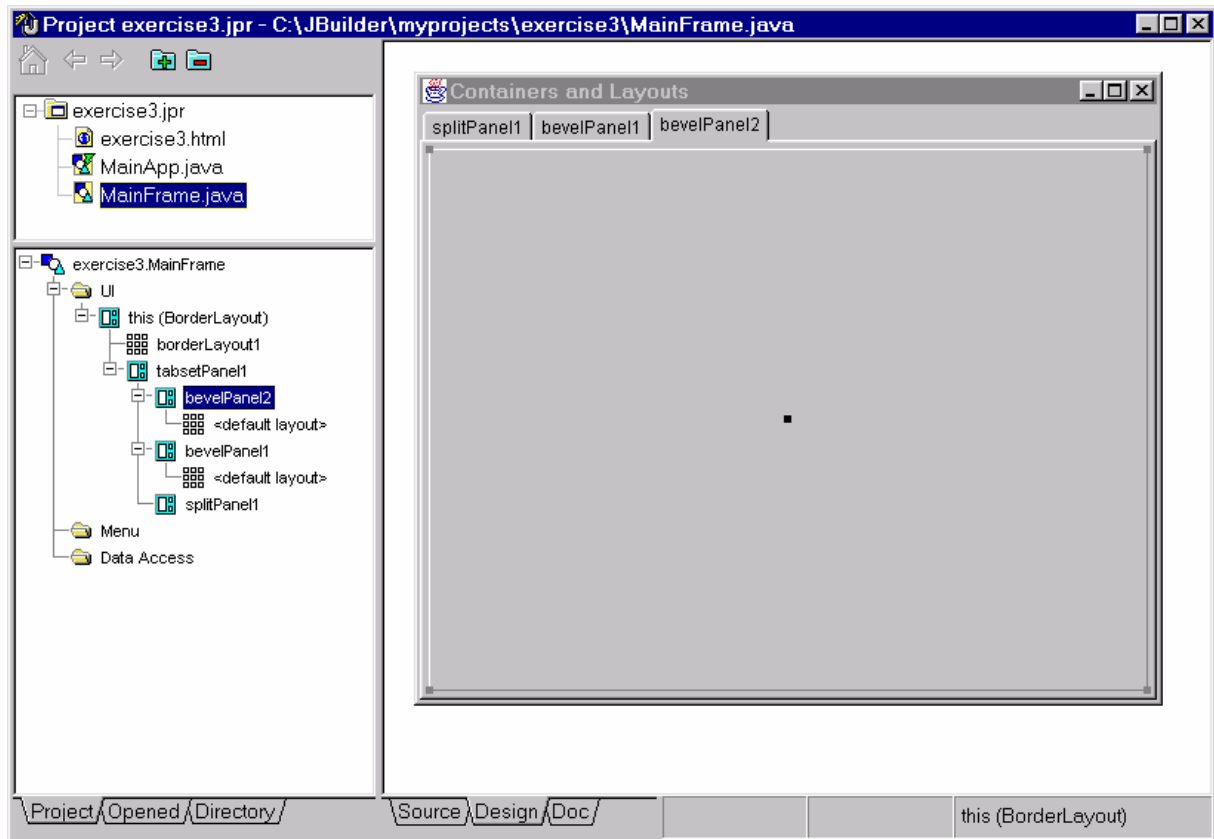 Project exercise3.jpr - C:\JBuilder\myprojects\exercise3\MainFrame.java
exercise3.jpr
exercise3.html
MainApp.java
MainFrame.java
exercise3.MainFrame
UI
this (BorderLayout)
borderLayout1
tabsetPanel1
bevelPanel2
<default layout>
bevelPanel1
<default layout>
splitPanel1
Menu
Data Access
Project Opened Directory
Containers and Layouts
splitPanel1 bevelPanel1 bevelPanel2
Source Design Doc
this (BorderLayout)